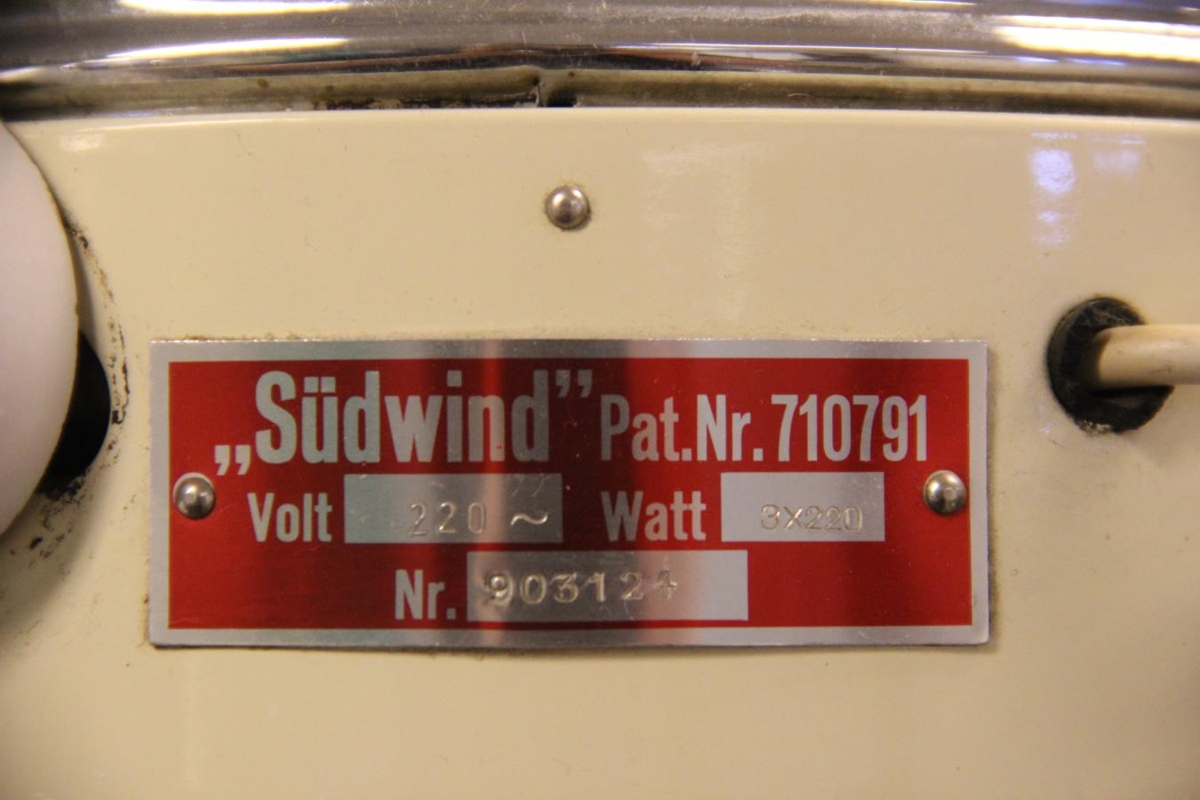 „Südwind” Pat.Nr. 710791
Volt 220 ~ Watt 3X220
Nr. 903124